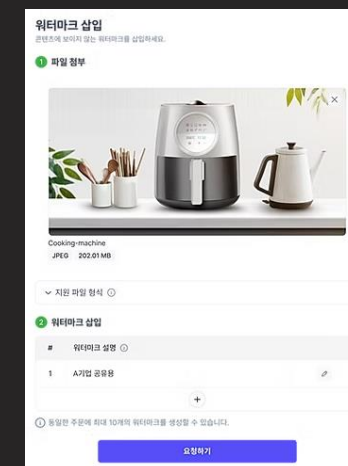 워터마크 삽입
콘텐츠에 보이지 않는 워터마크를 삽입하세요.
1 파일 첨부
Cooking-machine
JPEG 202.01 MB
지원 파일 형식
2 워터마크 삽입
# 워터마크 설명
1 A기업 공유용
동일한 주문에 최대 10개의 워터마크를 생성할 수 있습니다.
요청하기